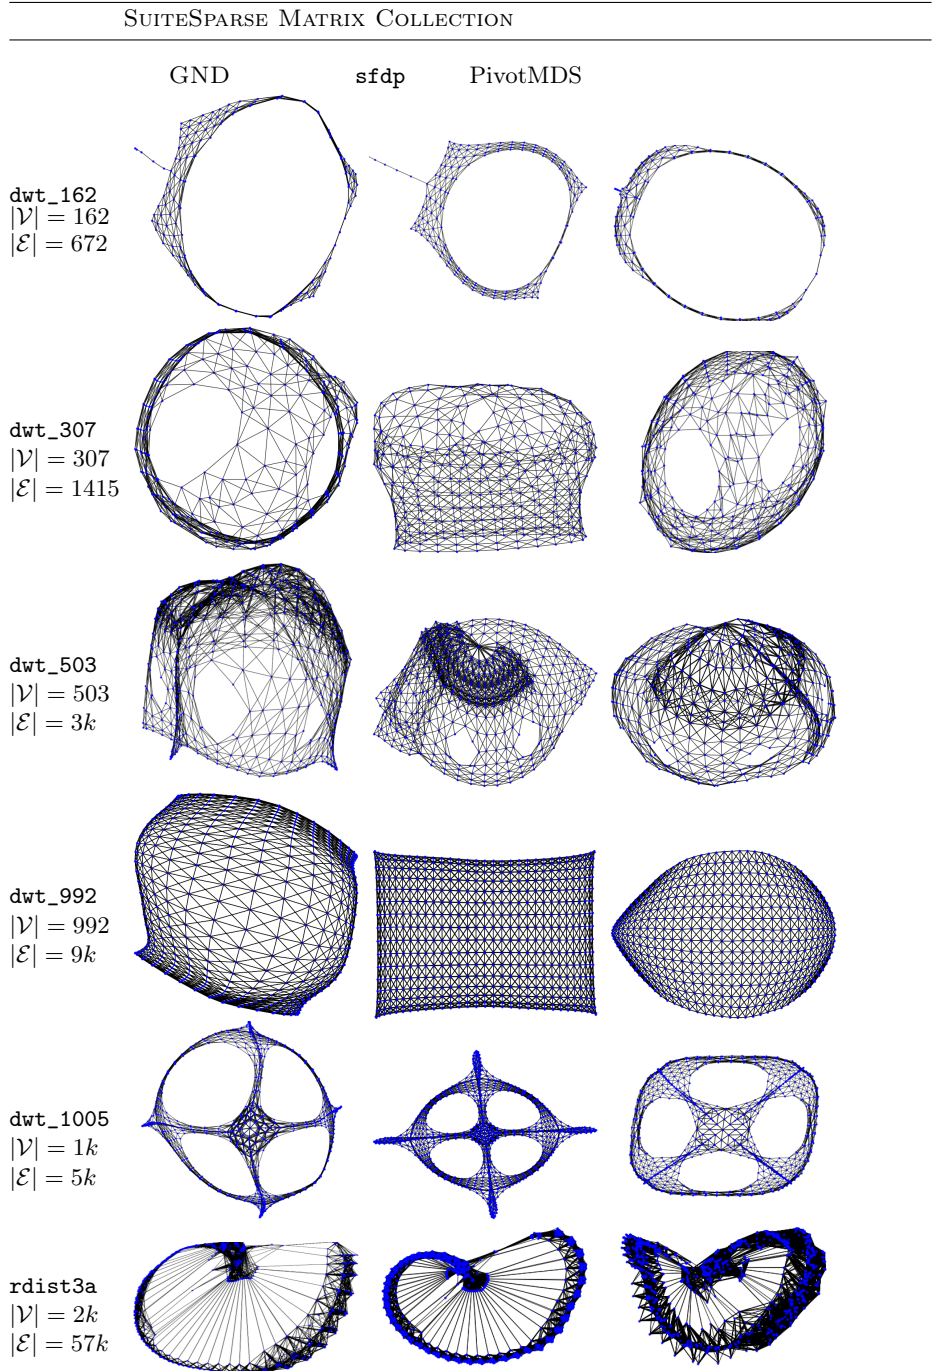 SUITESPARSE MATRIX COLLECTION
GND sfdp PivotMDS
dwt_162
|𝒱| = 162
|ℰ| = 672
dwt_307
|𝒱| = 307
|ℰ| = 1415
dwt_503
|𝒱| = 503
|ℰ| = 3k
dwt_992
|𝒱| = 992
|ℰ| = 9k
dwt_1005
|𝒱| = 1k
|ℰ| = 5k
rdist3a
|𝒱| = 2k
|ℰ| = 57k